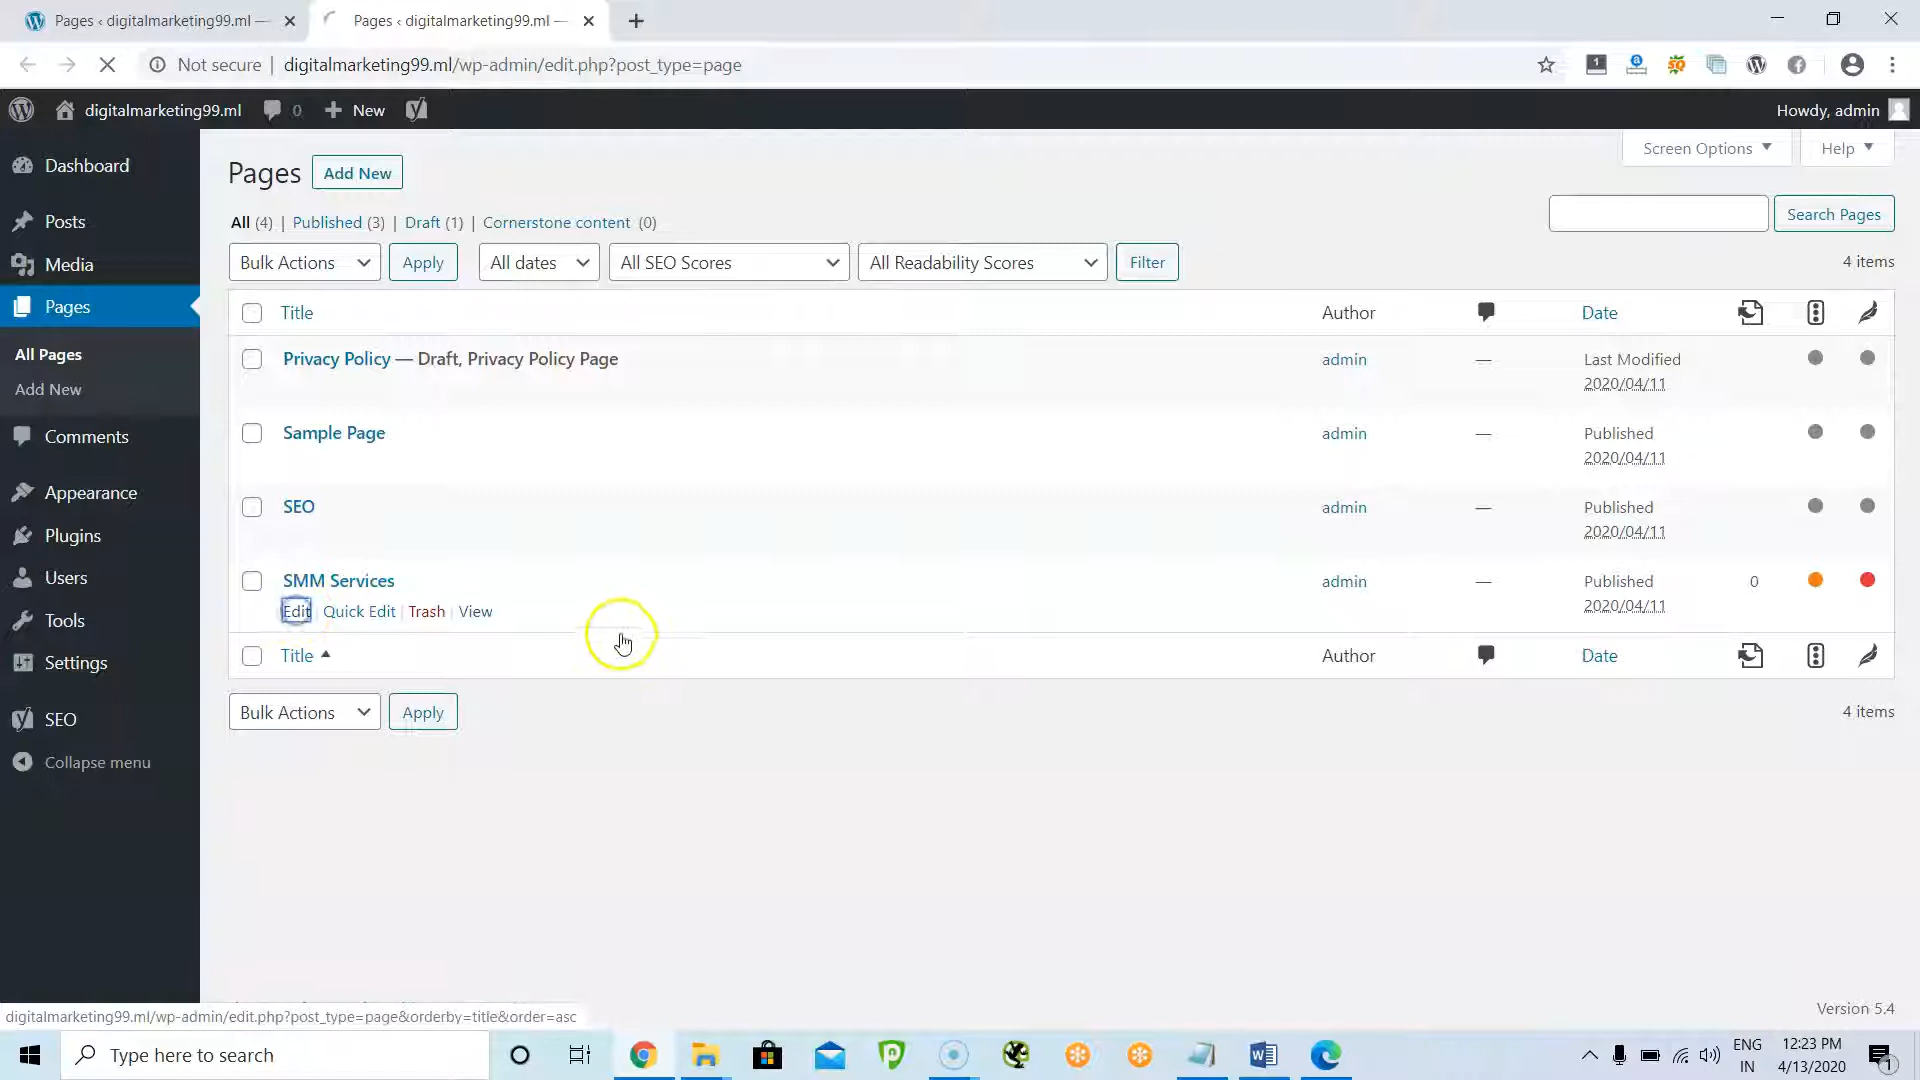 Pages ‹ digitalmarketing99.ml —
Pages ‹ digitalmarketing99.ml —
Not secure | digitalmarketing99.ml/wp-admin/edit.php?post_type=page
digitalmarketing99.ml 0 New Howdy, admin
Screen Options Help
Dashboard
Posts
Media
Pages
All Pages
Add New
Comments
Appearance
Plugins
Users
Tools
Settings
SEO
Collapse menu
Pages Add New
All (4) | Published (3) | Draft (1) | Cornerstone content (0)
Search Pages
Bulk Actions Apply All dates All SEO Scores All Readability Scores Filter 4 items
Title Author Date
Privacy Policy — Draft, Privacy Policy Page admin — Last Modified
2020/04/11
Sample Page admin — Published
2020/04/11
SEO admin — Published
2020/04/11
SMM Services admin — Published 0
Edit | Quick Edit | Trash | View 2020/04/11
Title Author Date
Bulk Actions Apply 4 items
Version 5.4
digitalmarketing99.ml/wp-admin/edit.php?post_type=page&orderby=title&order=asc
Type here to search
ENG
IN
12:23 PM
4/13/2020
1